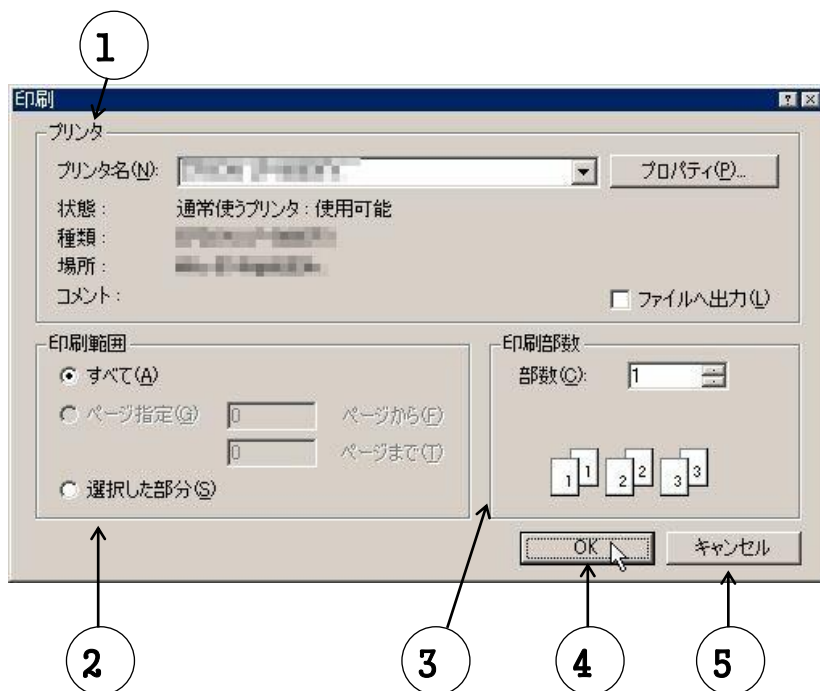 1
印刷
プリンタ
プリンタ名(N):
プロパティ(P)...
状態:
通常使うプリンタ:使用可能
種類:
場所:
コメント:
ファイルへ出力(L)
印刷範囲
すべて(A)
ページ指定(G) 0 ページから(F)
0 ページまで(T)
選択した部分(S)
印刷部数
部数(C): 1
1 1 2 2 3 3
OK
キャンセル
2
3
4
5